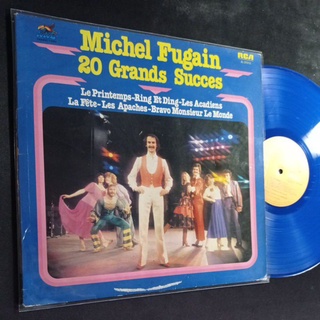 Michel Fugain
RCA
20 Grands Succes
Le Printemps-Ring Et Ding-Les Acadiens
La Fête-Les Apaches-Bravo Monsieur Le Monde